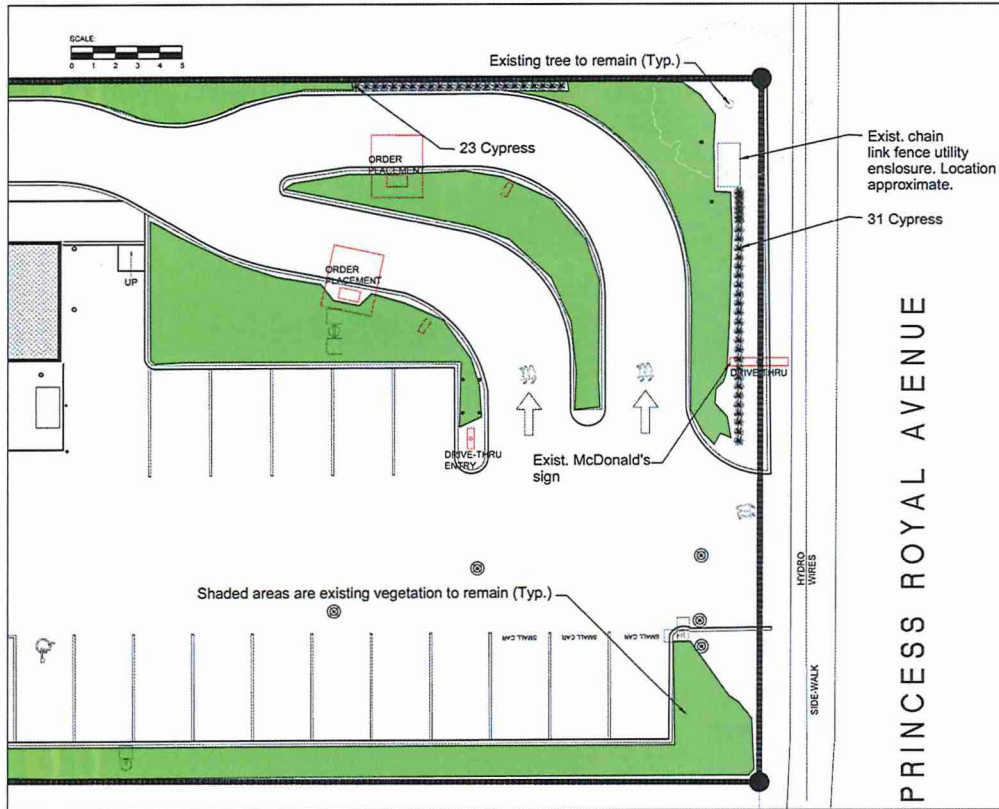 SCALE:
0 1 2 3 4 5
Existing tree to remain (Typ.)
23 Cypress
Exist. chain
link fence utility
enclosure. Location
approximate.
31 Cypress
ORDER
PLACEMENT
ORDER
PLACEMENT
UP
DRIVE-THRU
DRIVE-THRU
ENTRY
Exist. McDonald's
sign
PRINCESS ROYAL AVENUE
HYDRO
WIRES
SIDE-WALK
Shaded areas are existing vegetation to remain (Typ.)
SMALL CAR
SMALL CAR
SMALL CAR